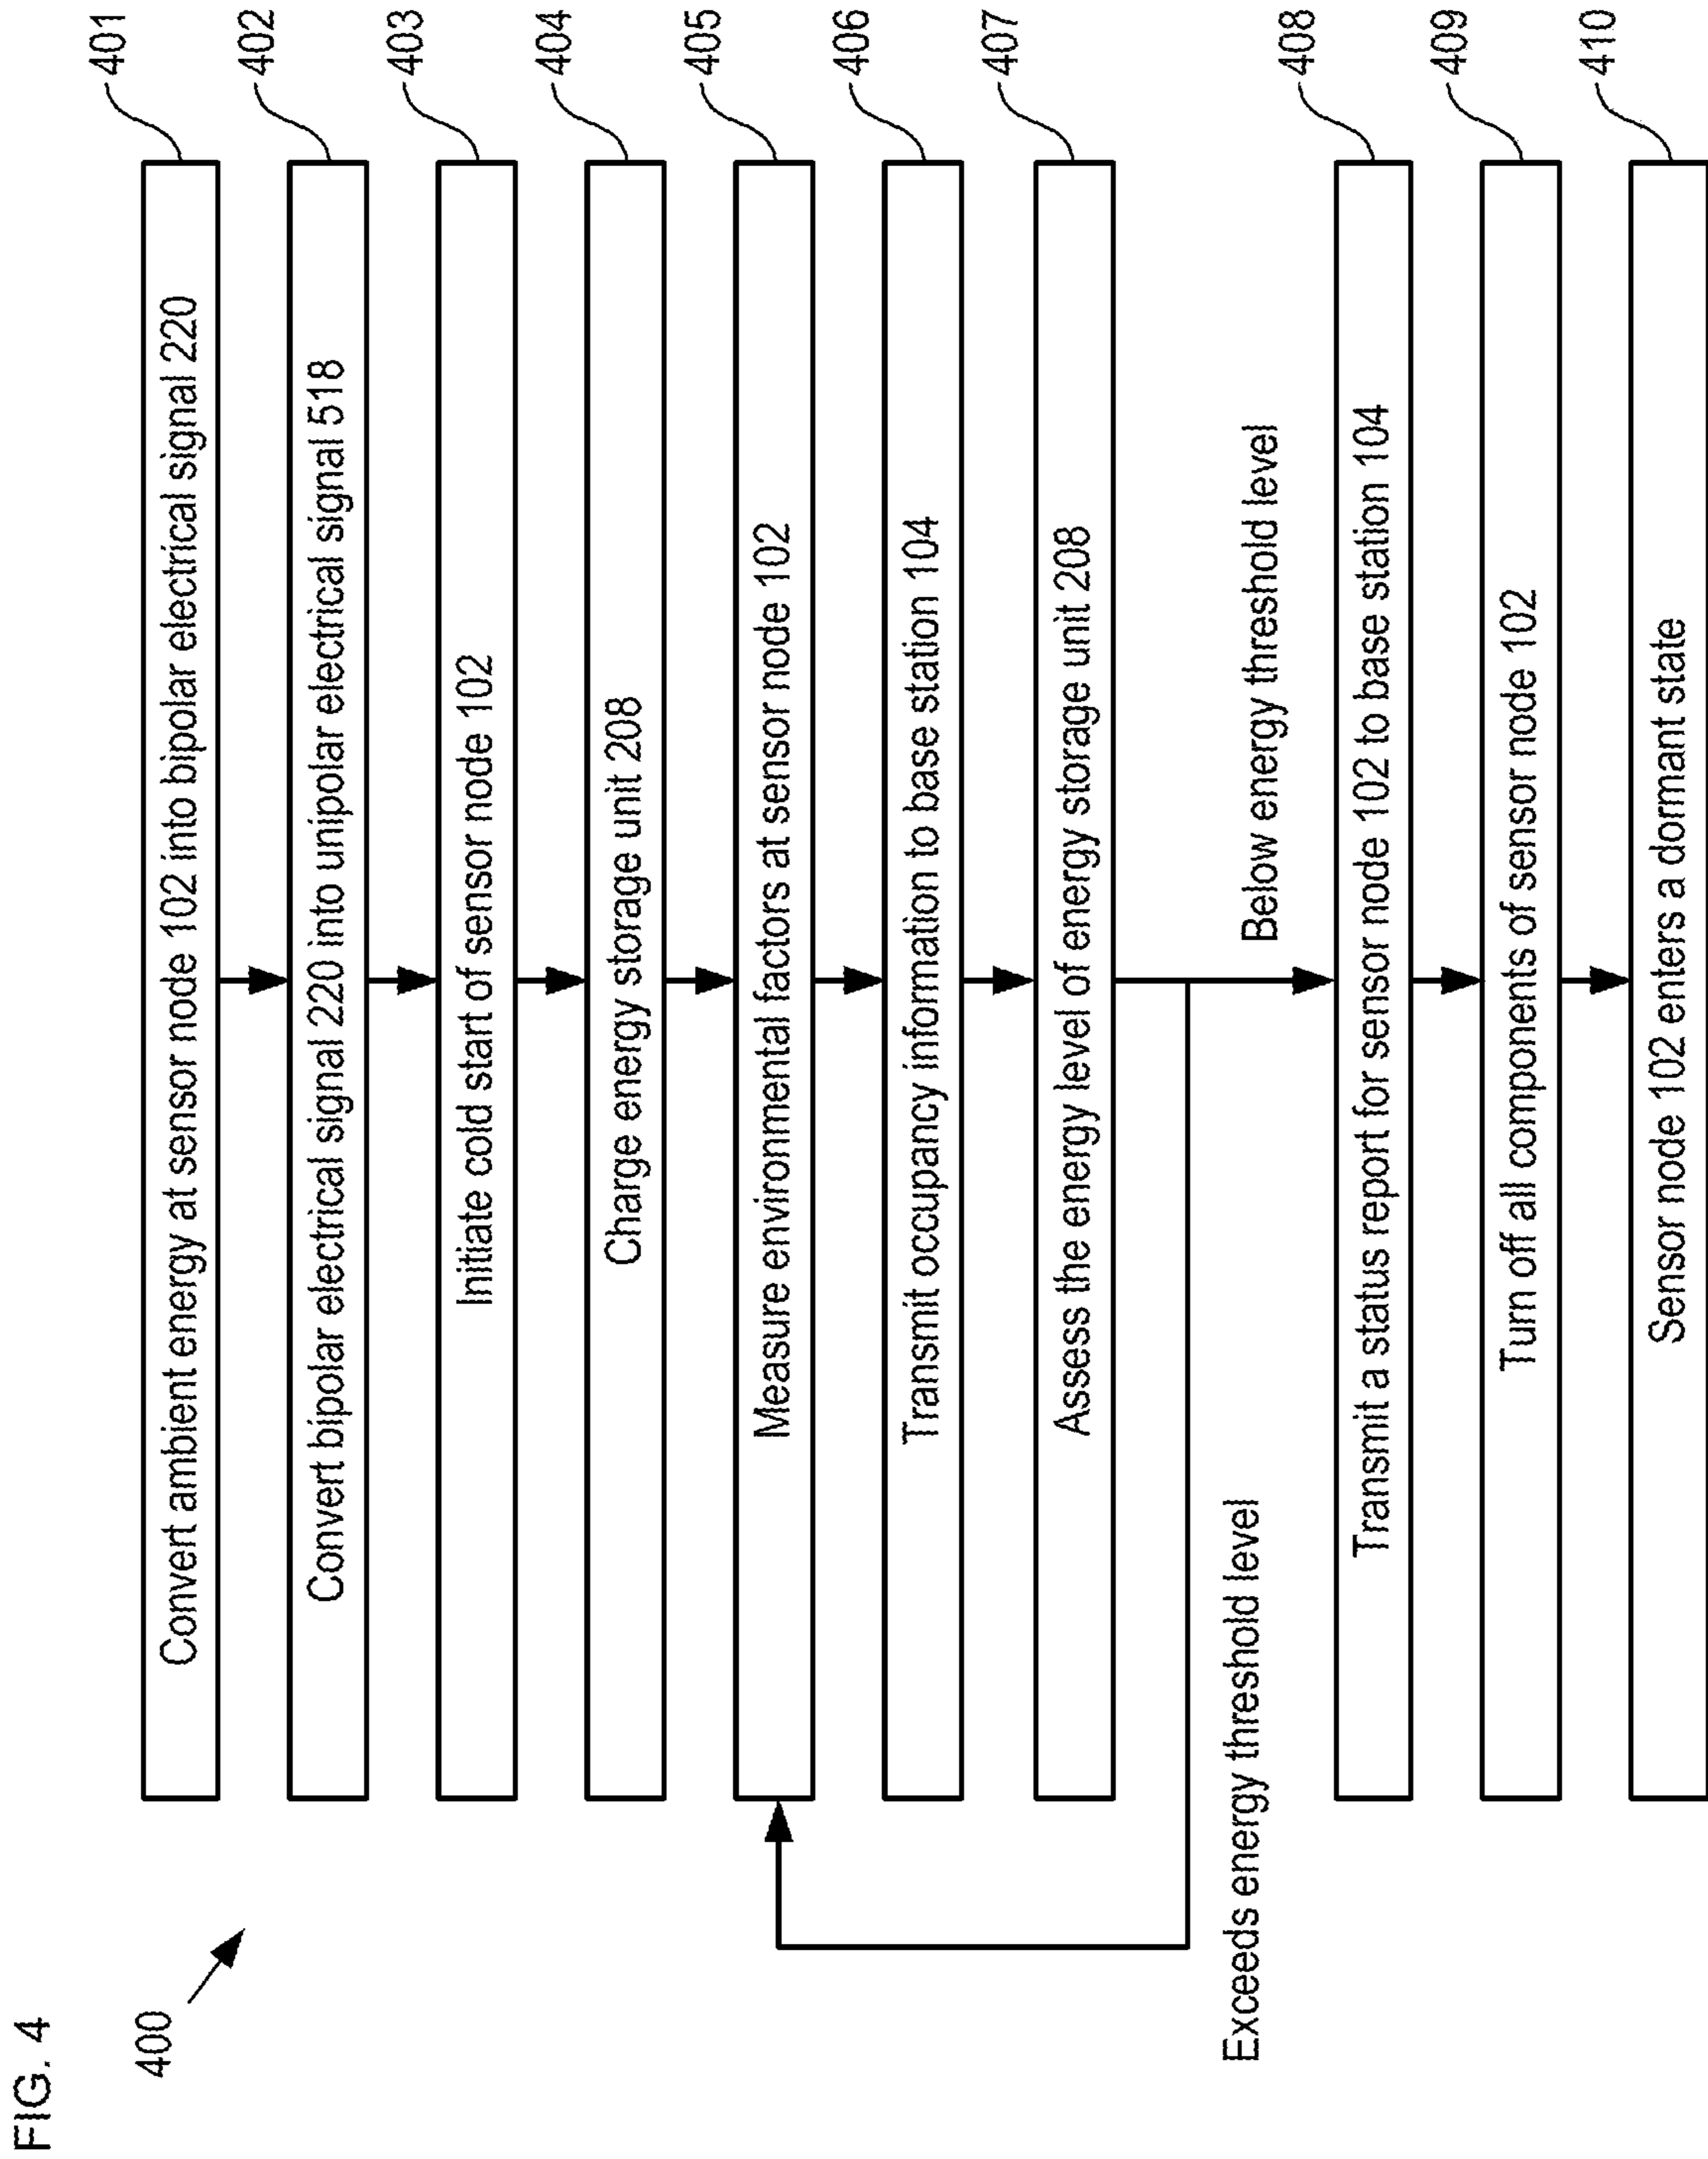 FIG. 4
400
Convert ambient energy at sensor node 102 into bipolar electrical signal 220
401
Convert bipolar electrical signal 220 into unipolar electrical signal 518
402
Initiate cold start of sensor node 102
403
Charge energy storage unit 208
404
Measure environmental factors at sensor node 102
405
Transmit occupancy information to base station 104
406
Assess the energy level of energy storage unit 208
407
Exceeds energy threshold level
Below energy threshold level
Transmit a status report for sensor node 102 to base station 104
408
Turn off all components of sensor node 102
409
Sensor node 102 enters a dormant state
410